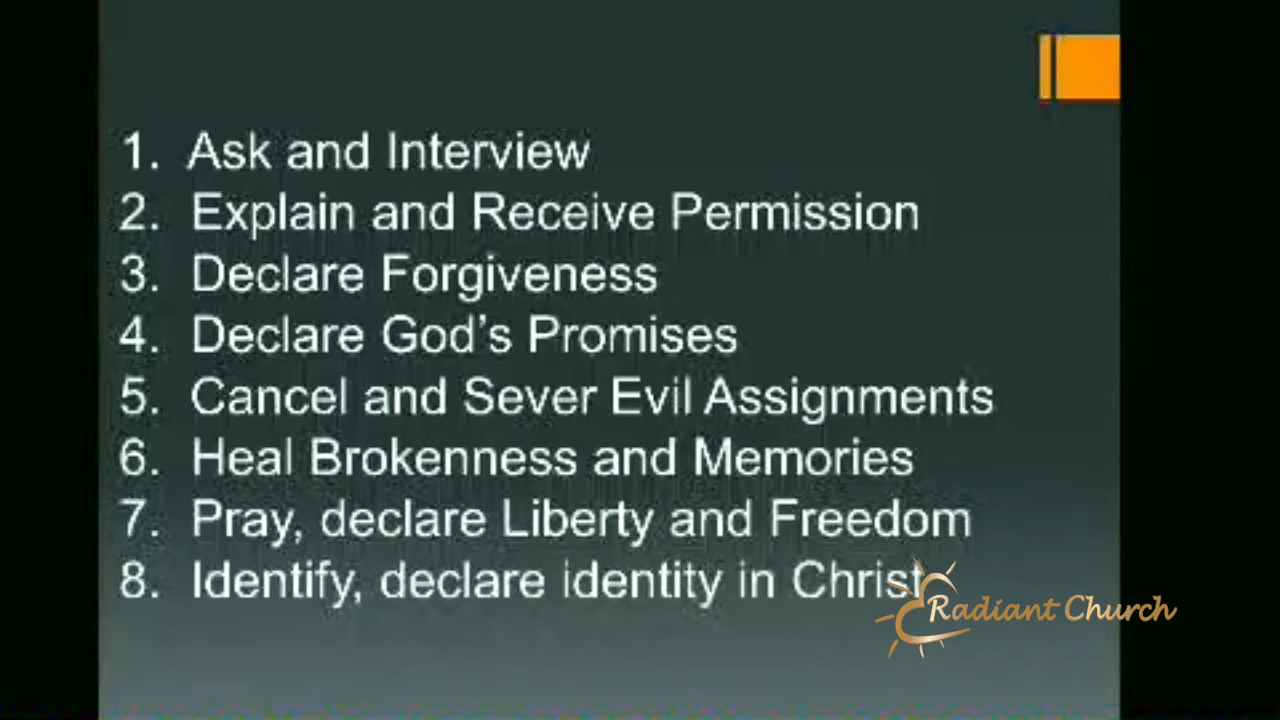 1. Ask and Interview
2. Explain and Receive Permission
3. Declare Forgiveness
4. Declare God's Promises
5. Cancel and Sever Evil Assignments
6. Heal Brokenness and Memories
7. Pray, declare Liberty and Freedom
8. Identify, declare identity in Christ
Radiant Church